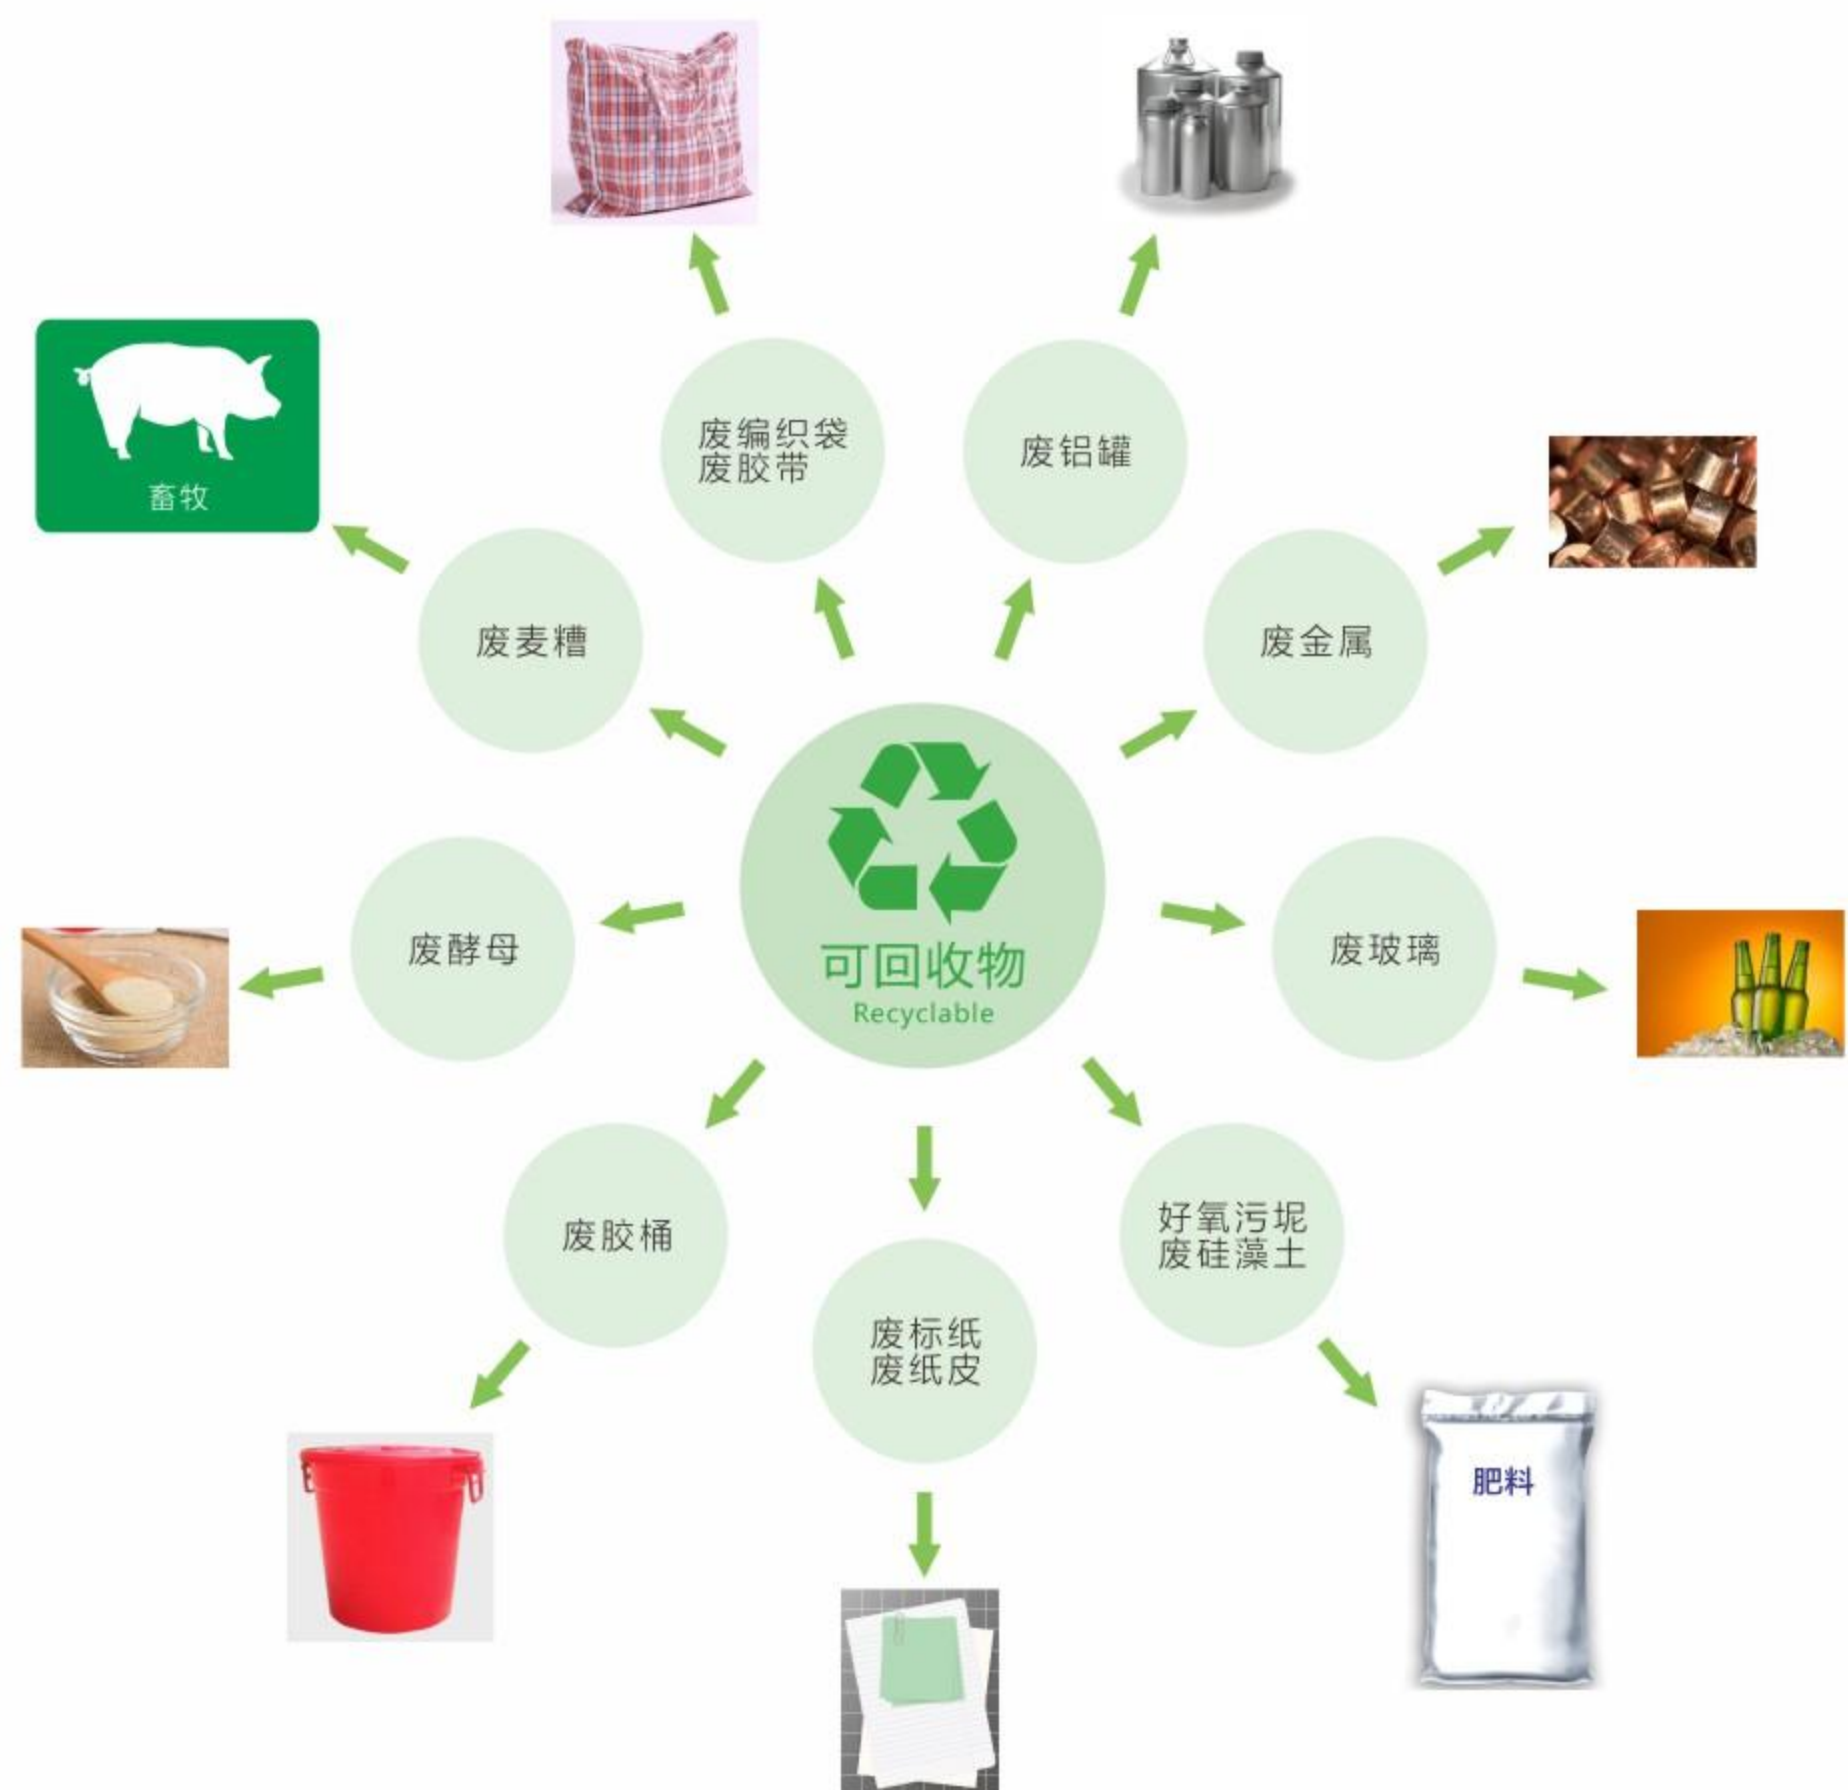 废编织袋
废胶带
废铝罐
畜牧
废麦糟
废金属
可回收物
Recyclable
废酵母
废玻璃
废胶桶
好氧污坭
废硅藻土
废标纸
废纸皮
肥料